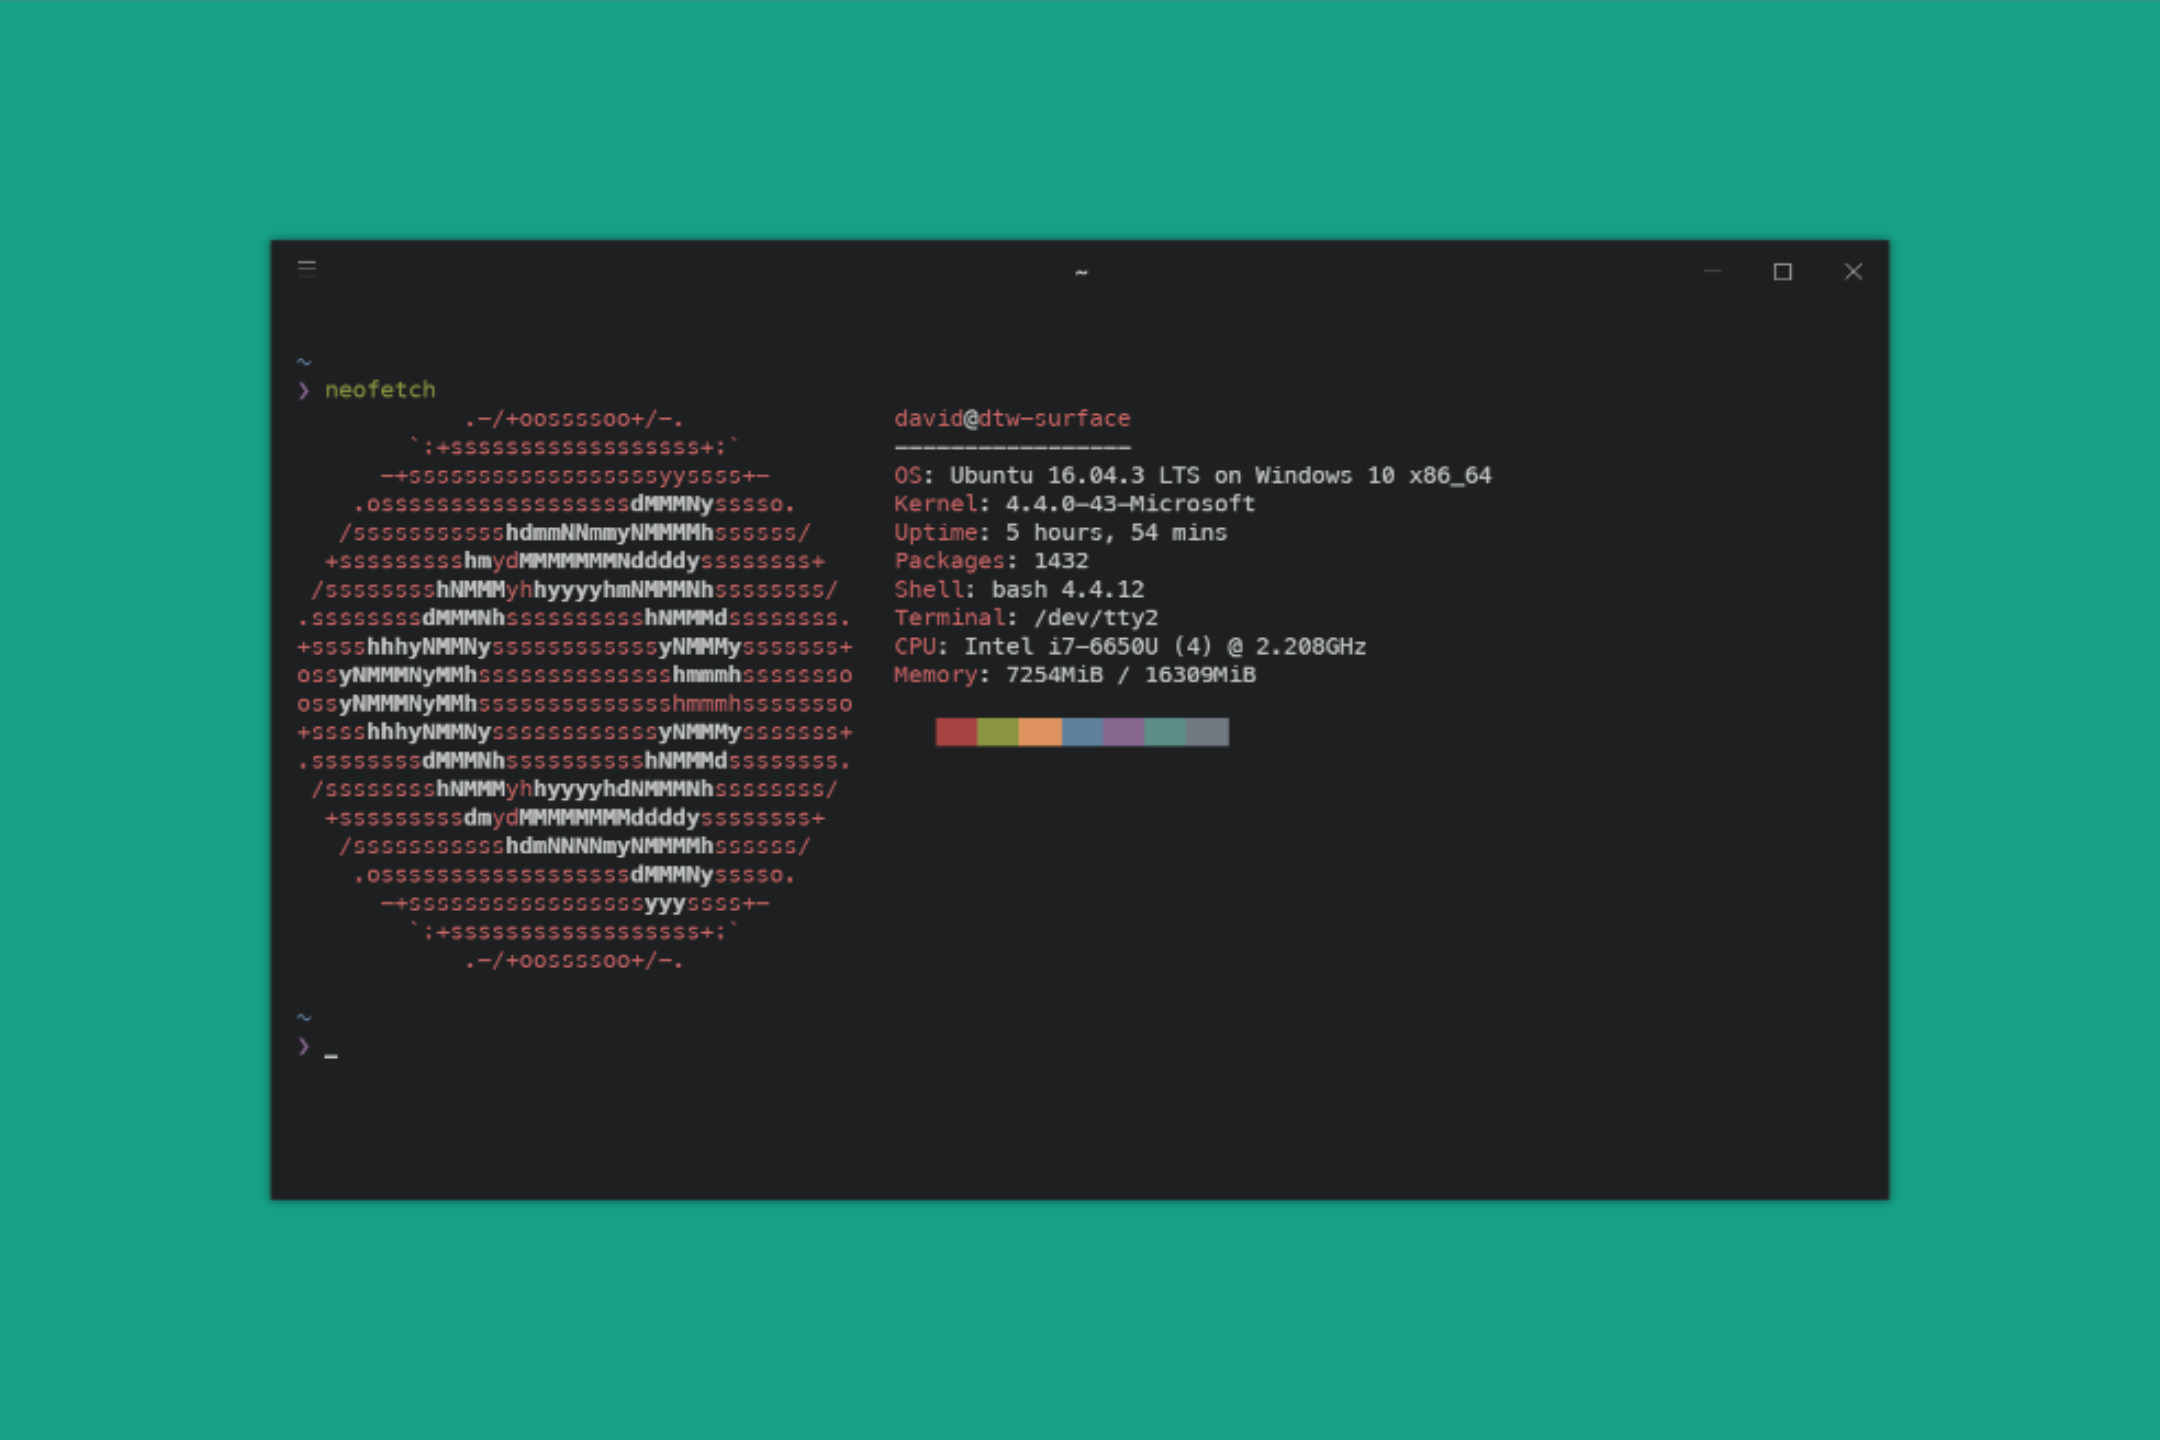 ~
~
❯ neofetch
.-/+oossssoo+/-.
`:+ssssssssssssssssss+:`
-+ssssssssssssssssssyyssss+-
.ossssssssssssssssssdMMMNysssso.
/ssssssssssshdmmNNmmyNMMMMhssssss/
+ssssssssshmydMMMMMMMNddddyssssssss+
/sssssssshNMMMyhhyyyyhmNMMMNhssssssss/
.ssssssssdMMMNhsssssssssshNMMMdssssssss.
+sssshhhyNMMNyssssssssssssyNMMMysssssss+
ossyNMMMNyMMhsssssssssssssshmmmhssssssso
ossyNMMMNyMMhsssssssssssssshmmmhssssssso
+sssshhhyNMMNyssssssssssssyNMMMysssssss+
.ssssssssdMMMNhsssssssssshNMMMdssssssss.
/sssssssshNMMMyhhyyyyhdNMMMNhssssssss/
+sssssssssdmydMMMMMMMMddddyssssssss+
/ssssssssssshdmNNNNmyNMMMMhssssss/
.ossssssssssssssssssdMMMNysssso.
-+sssssssssssssssssyyyssss+-
`:+ssssssssssssssssss+:`
.-/+oossssoo+/-.
david@dtw-surface
-----------------
OS: Ubuntu 16.04.3 LTS on Windows 10 x86_64
Kernel: 4.4.0-43-Microsoft
Uptime: 5 hours, 54 mins
Packages: 1432
Shell: bash 4.4.12
Terminal: /dev/tty2
CPU: Intel i7-6650U (4) @ 2.208GHz
Memory: 7254MiB / 16309MiB
~
❯ _